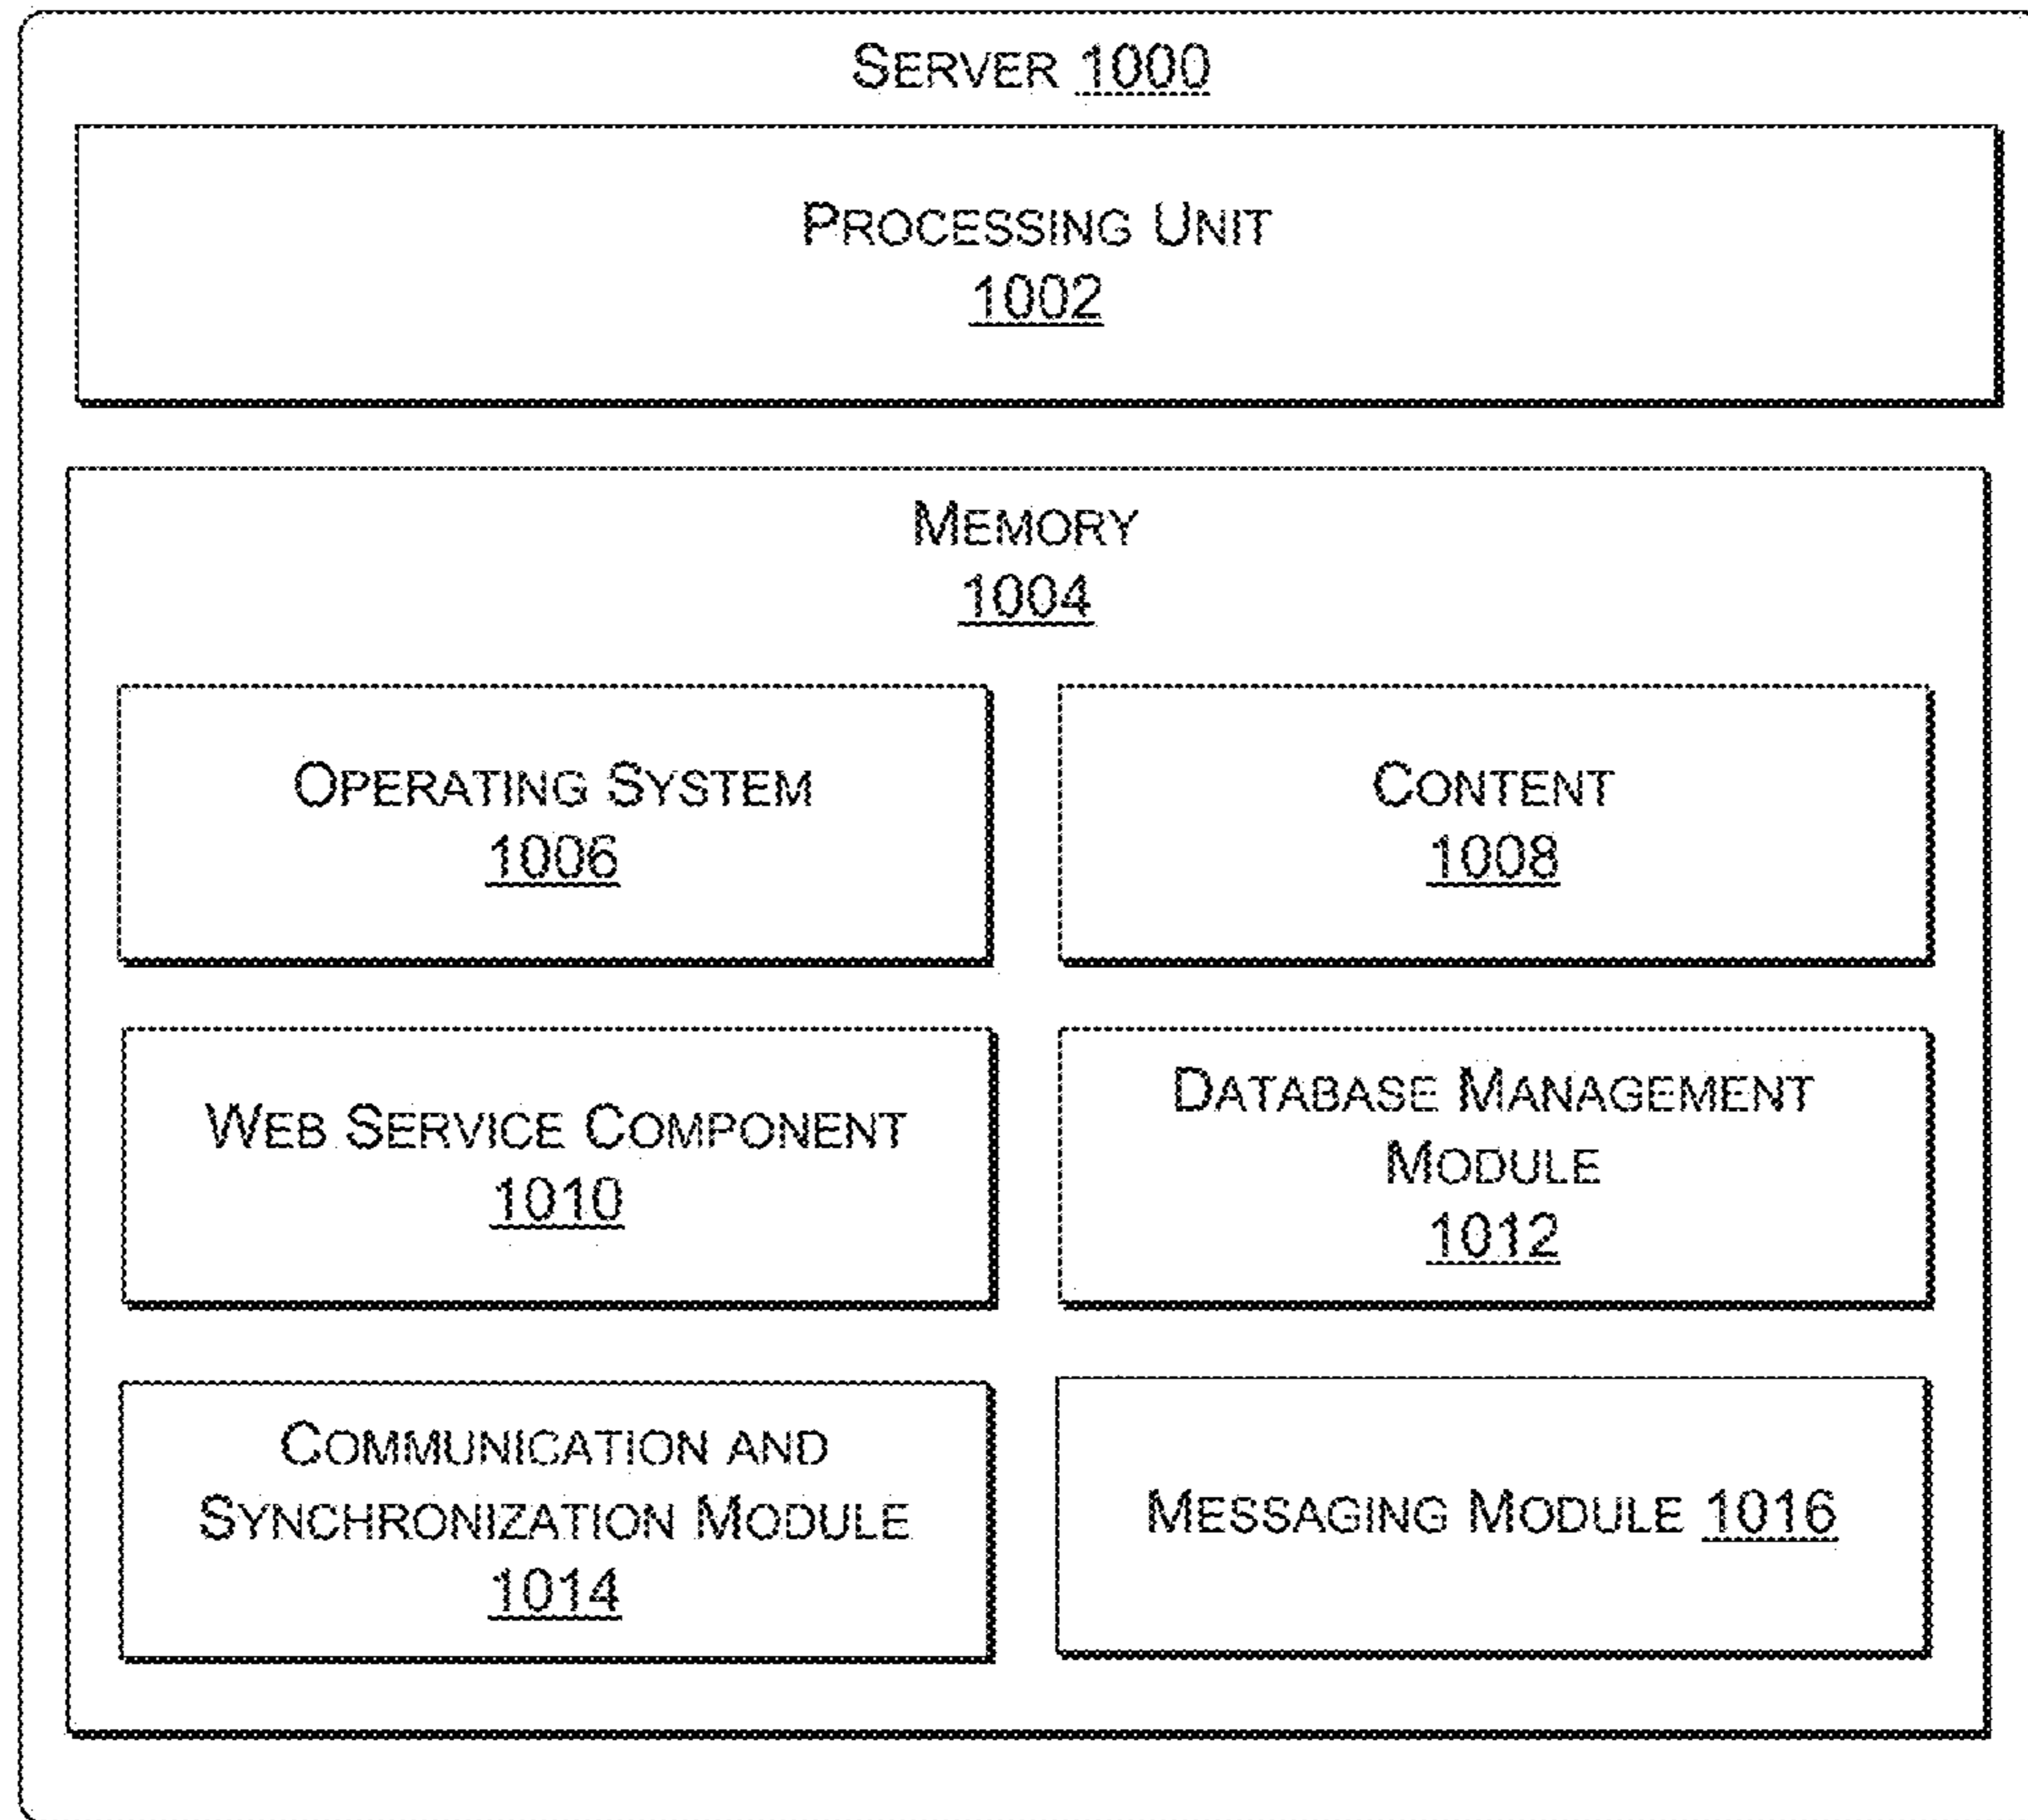 SERVER 1000
PROCESSING UNIT
1002
MEMORY
1004
OPERATING SYSTEM
1006
CONTENT
1008
WEB SERVICE COMPONENT
1010
DATABASE MANAGEMENT
MODULE
1012
COMMUNICATION AND
SYNCHRONIZATION MODULE
1014
MESSAGING MODULE 1016